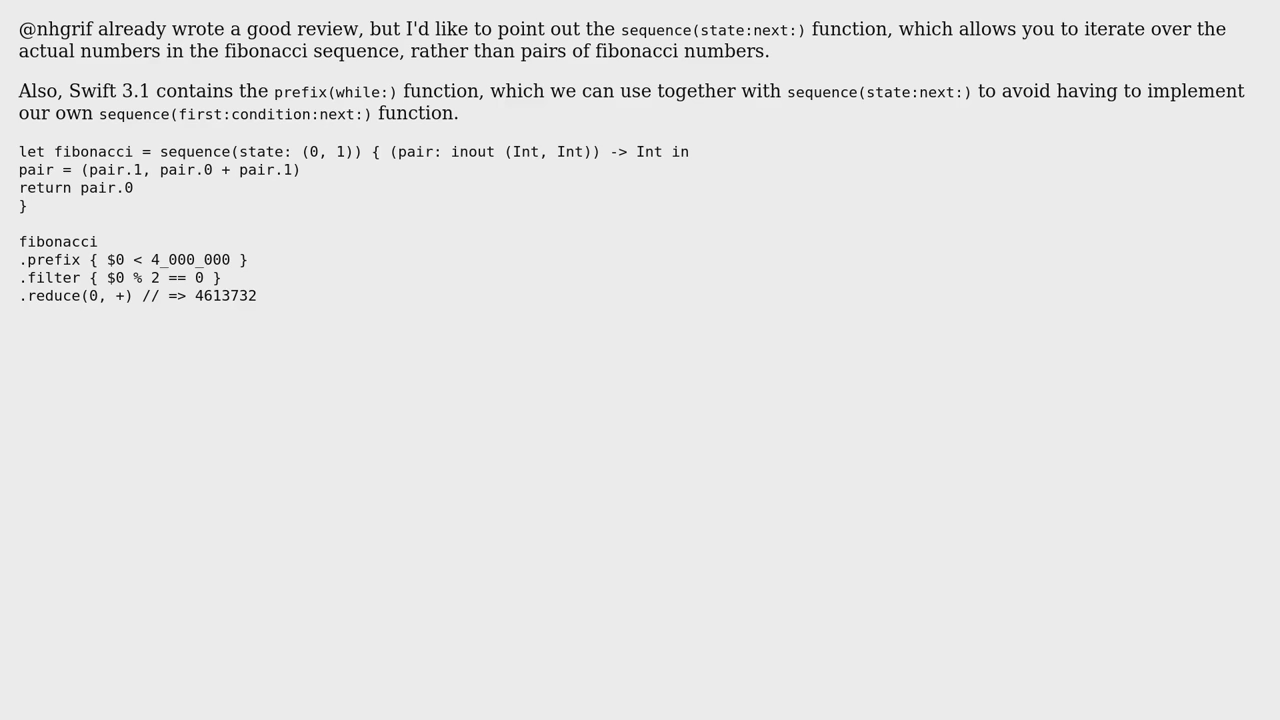 @nhgrif already wrote a good review, but I'd like to point out the sequence(state:next:) function, which allows you to iterate over the
actual numbers in the fibonacci sequence, rather than pairs of fibonacci numbers.
Also, Swift 3.1 contains the prefix(while:) function, which we can use together with sequence(state:next:) to avoid having to implement
our own sequence(first:condition:next:) function.
let fibonacci = sequence(state: (0, 1)) { (pair: inout (Int, Int)) -> Int in
pair = (pair.1, pair.0 + pair.1)
return pair.0
}
fibonacci
.prefix { $0 < 4_000_000 }
.filter { $0 % 2 == 0 }
.reduce(0, +) // => 4613732